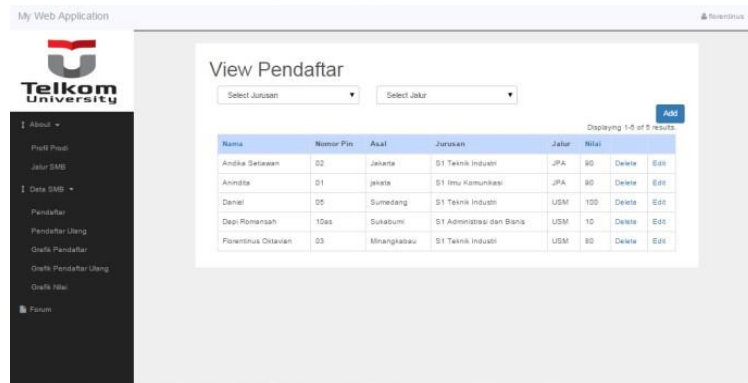 My Web Application
florentinus
Telkom
University
About
Profil Prodi
Jalur SMB
Data SMB
Pendaftar
Pendaftar Ulang
Grafik Pendaftar
Grafik Pendaftar Ulang
Grafik Nilai
Forum
View Pendaftar
Select Jurusan Select Jalur
Add
Displaying 1-5 of 5 results.
Nama Nomor Pin Asal Jurusan Jalur Nilai
Andika Setiawan 02 Jakarta S1 Teknik Industri JPA 80 Delete Edit
Anindita 01 jakata S1 Ilmu Komunikasi JPA 80 Delete Edit
Daniel 05 Sumedang S1 Teknik Industri USM 100 Delete Edit
Depi Romansah 10as Sukabumi S1 Administrasi dan Bisnis USM 10 Delete Edit
Florentinus Oktavian 03 Minangkabau S1 Teknik Industri USM 80 Delete Edit